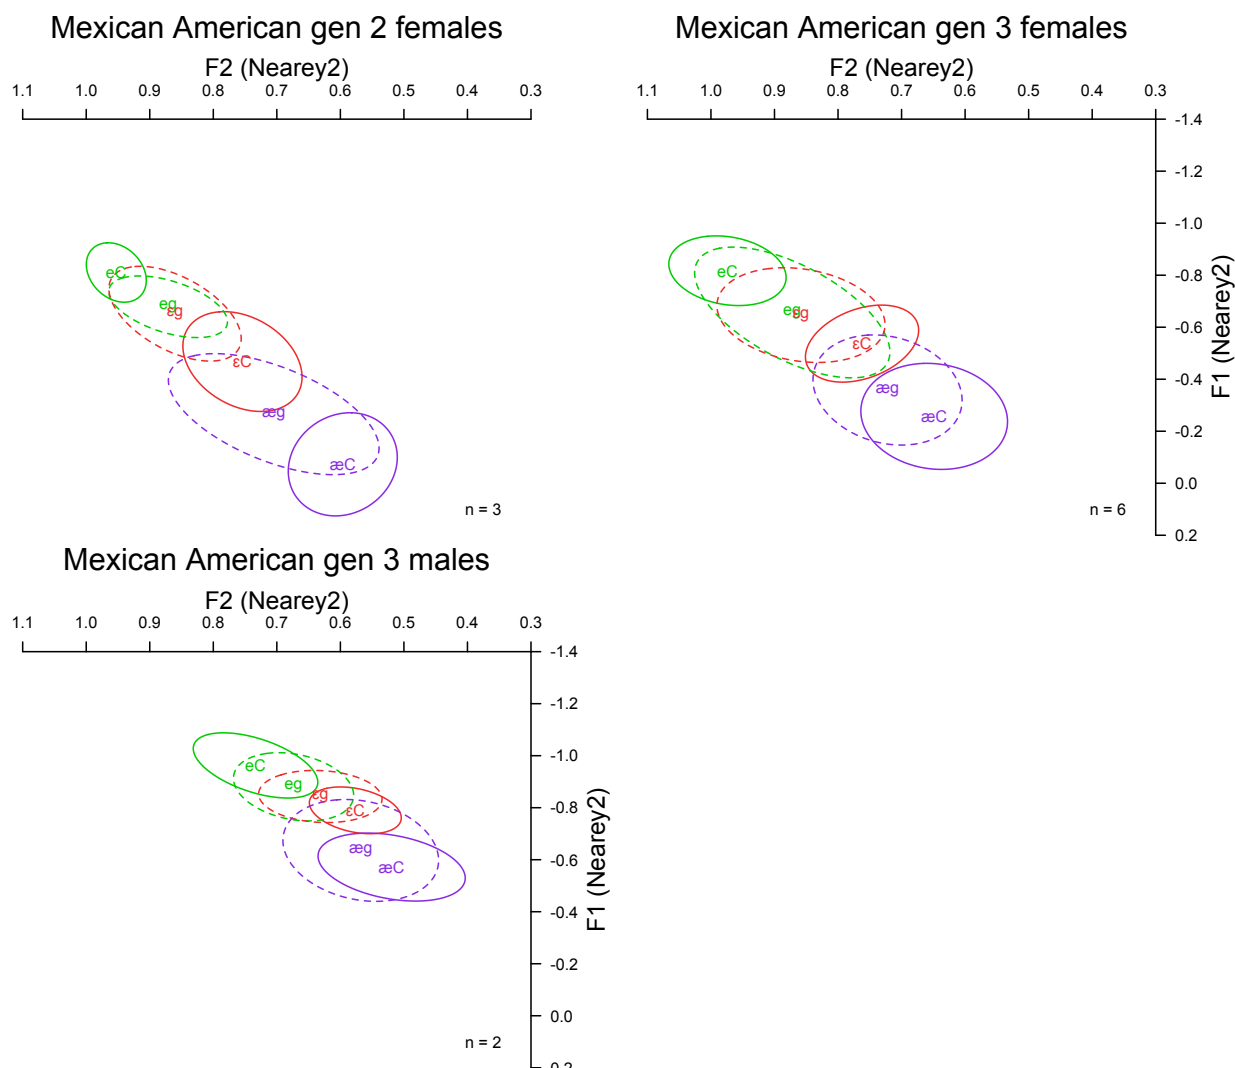 Mexican American gen 2 females
F2 (Nearey2)
1.1 1.0 0.9 0.8 0.7 0.6 0.5 0.4 0.3
eC
eg
ɛg
ɛC
æg
æC
n = 3
Mexican American gen 3 females
F2 (Nearey2)
1.1 1.0 0.9 0.8 0.7 0.6 0.5 0.4 0.3
-1.4
-1.2
-1.0
-0.8
-0.6
-0.4
-0.2
0.0
0.2
F1 (Nearey2)
eC
eg
ɛg
ɛC
æg
æC
n = 6
Mexican American gen 3 males
F2 (Nearey2)
1.1 1.0 0.9 0.8 0.7 0.6 0.5 0.4 0.3
-1.4
-1.2
-1.0
-0.8
-0.6
-0.4
-0.2
0.0
0.2
F1 (Nearey2)
eC
eg
ɛg
ɛC
æg
æC
n = 2